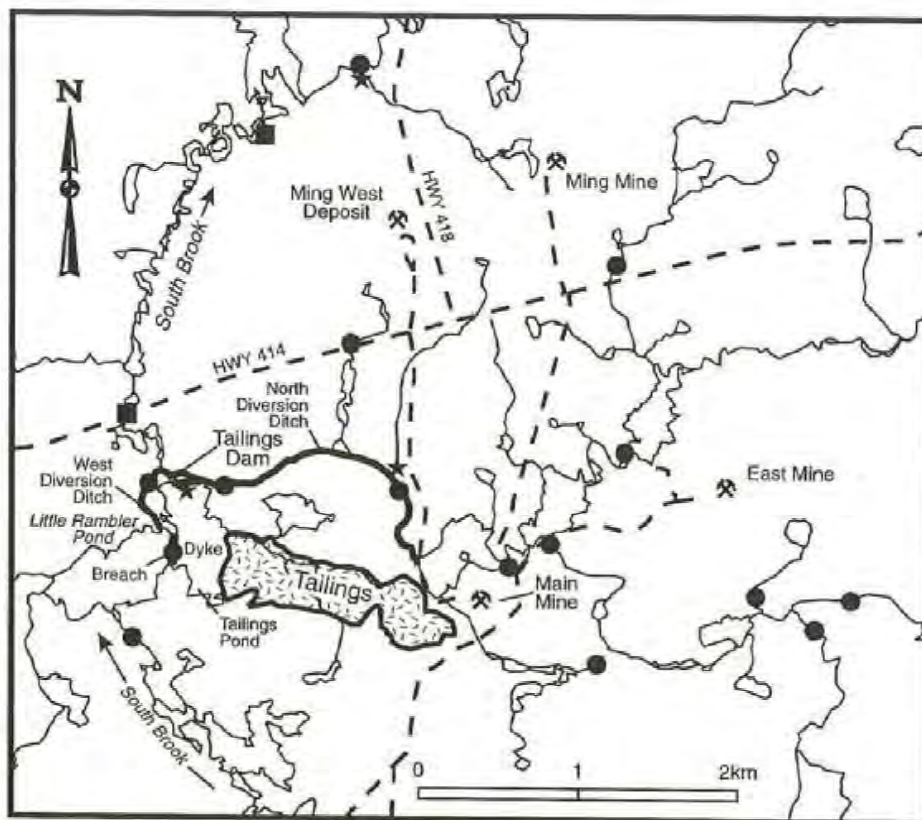 N
South Brook
Ming West
Deposit
HWY 418
Ming Mine
HWY 414
North
Diversion
Ditch
Tailings
Dam
West
Diversion
Ditch
Little Rambler
Pond
Dyke
Breach
Tailings
Tailings
Pond
East Mine
Main
Mine
South Brook
0 1 2km